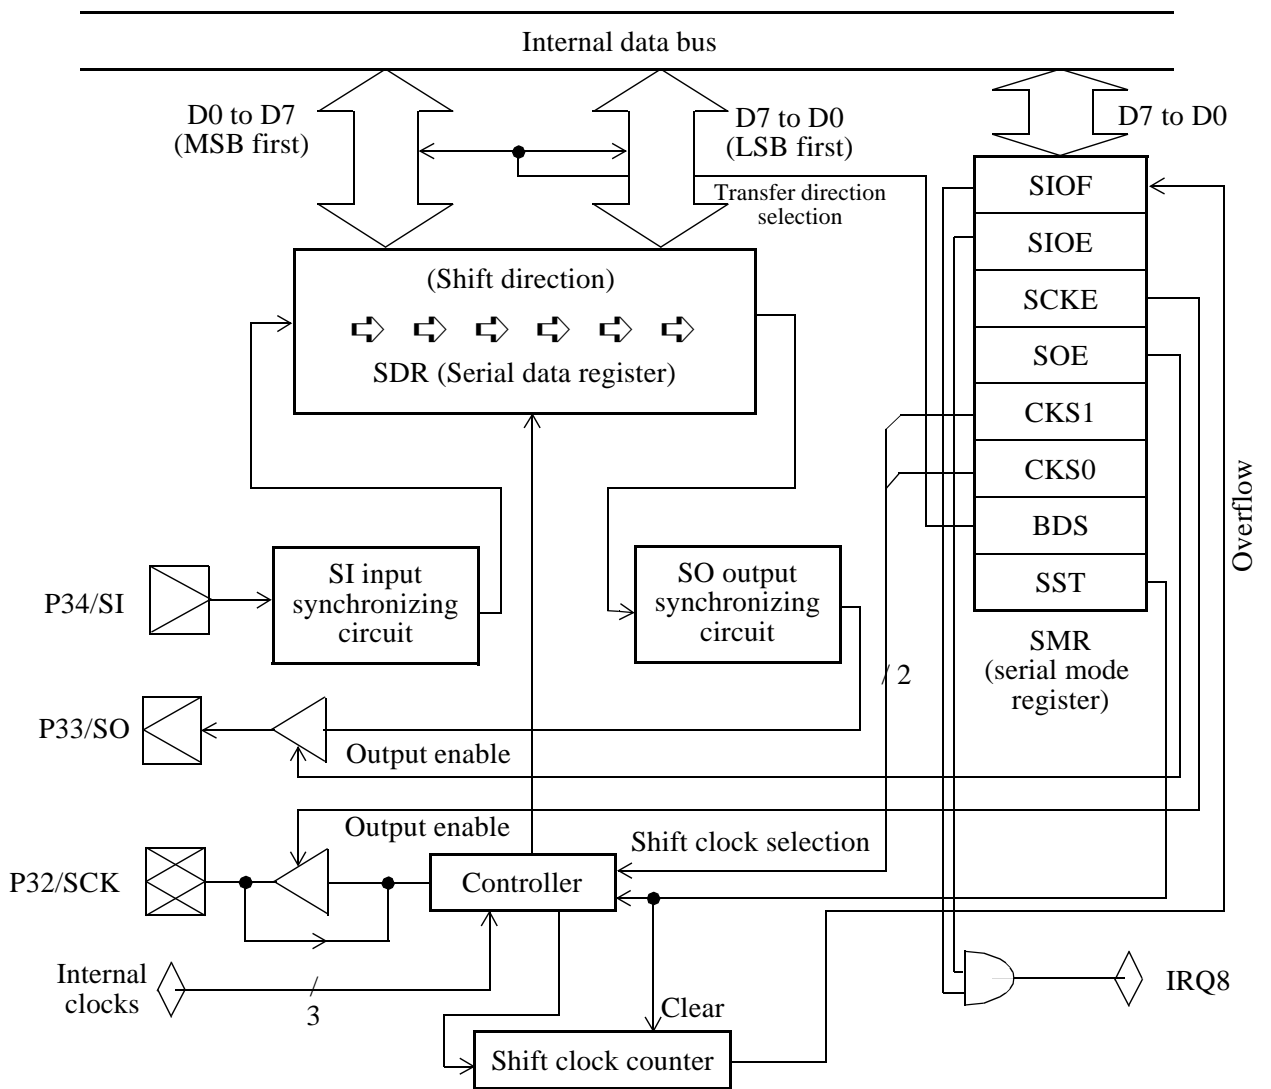 Internal data bus
D0 to D7
(MSB first)
D7 to D0
(LSB first)
D7 to D0
Transfer direction
selection
SIOF
SIOE
SCKE
SOE
CKS1
CKS0
BDS
SST
SMR
(serial mode
register)
Overflow
(Shift direction)
SDR (Serial data register)
P34/SI
SI input
synchronizing
circuit
SO output
synchronizing
circuit
2
P33/SO
Output enable
Output enable
Shift clock selection
P32/SCK
Controller
Internal
clocks
3
Clear
Shift clock counter
IRQ8